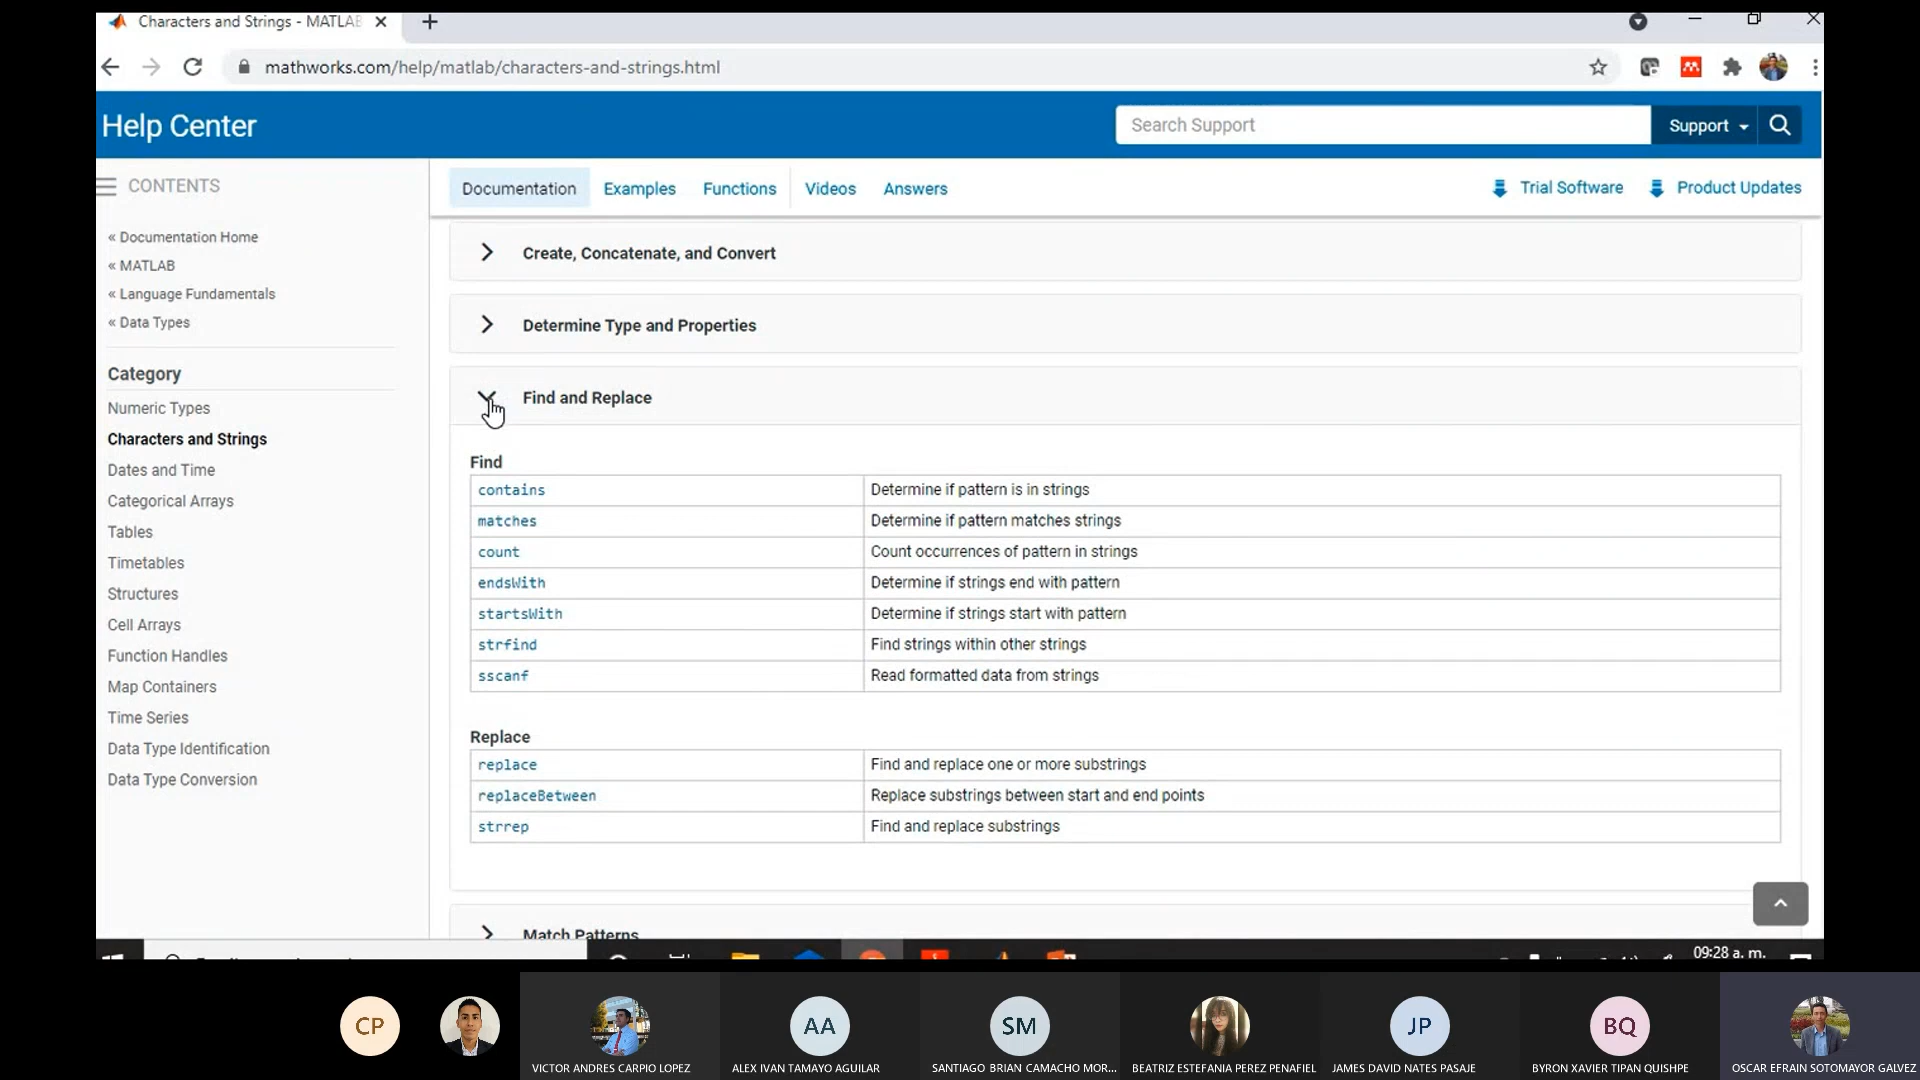 Characters and Strings - MATLAB
mathworks.com/help/matlab/characters-and-strings.html
Help Center
Search Support
Support
CONTENTS
Documentation
Examples
Functions
Videos
Answers
Trial Software
Product Updates
« Documentation Home
« MATLAB
« Language Fundamentals
« Data Types
Category
Numeric Types
Characters and Strings
Dates and Time
Categorical Arrays
Tables
Timetables
Structures
Cell Arrays
Function Handles
Map Containers
Time Series
Data Type Identification
Data Type Conversion
Create, Concatenate, and Convert
Determine Type and Properties
Find and Replace
Find
contains Determine if pattern is in strings
matches Determine if pattern matches strings
count Count occurrences of pattern in strings
endsWith Determine if strings end with pattern
startsWith Determine if strings start with pattern
strfind Find strings within other strings
sscanf Read formatted data from strings
Replace
replace Find and replace one or more substrings
replaceBetween Replace substrings between start and end points
strrep Find and replace substrings
Match Patterns
09:28 a. m.
CP
AA
SM
JP
BQ
VICTOR ANDRES CARPIO LOPEZ
ALEX IVAN TAMAYO AGUILAR
SANTIAGO BRIAN CAMACHO MOR...
BEATRIZ ESTEFANIA PEREZ PENAFIEL
JAMES DAVID NATES PASAJE
BYRON XAVIER TIPAN QUISHPE
OSCAR EFRAIN SOTOMAYOR GALVEZ